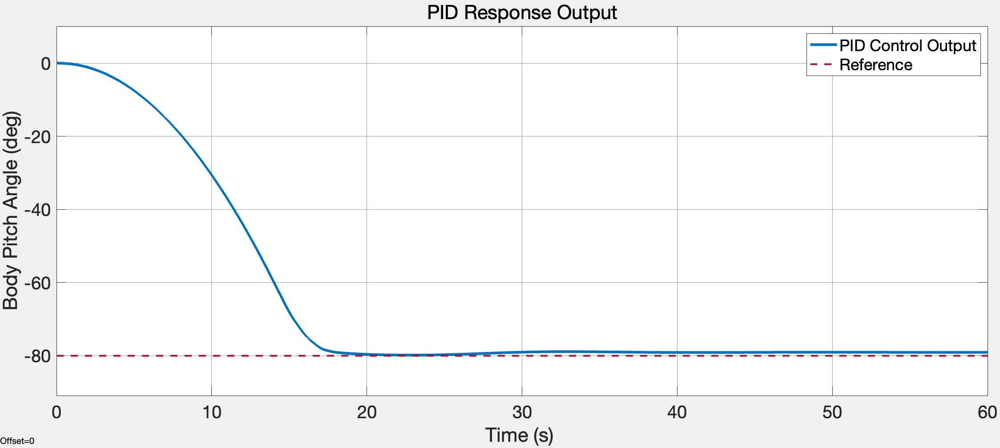 PID Response Output
PID Control Output
Reference
Body Pitch Angle (deg)
0
-20
-40
-60
-80
0 10 20 30 40 50 60
Time (s)
Offset=0